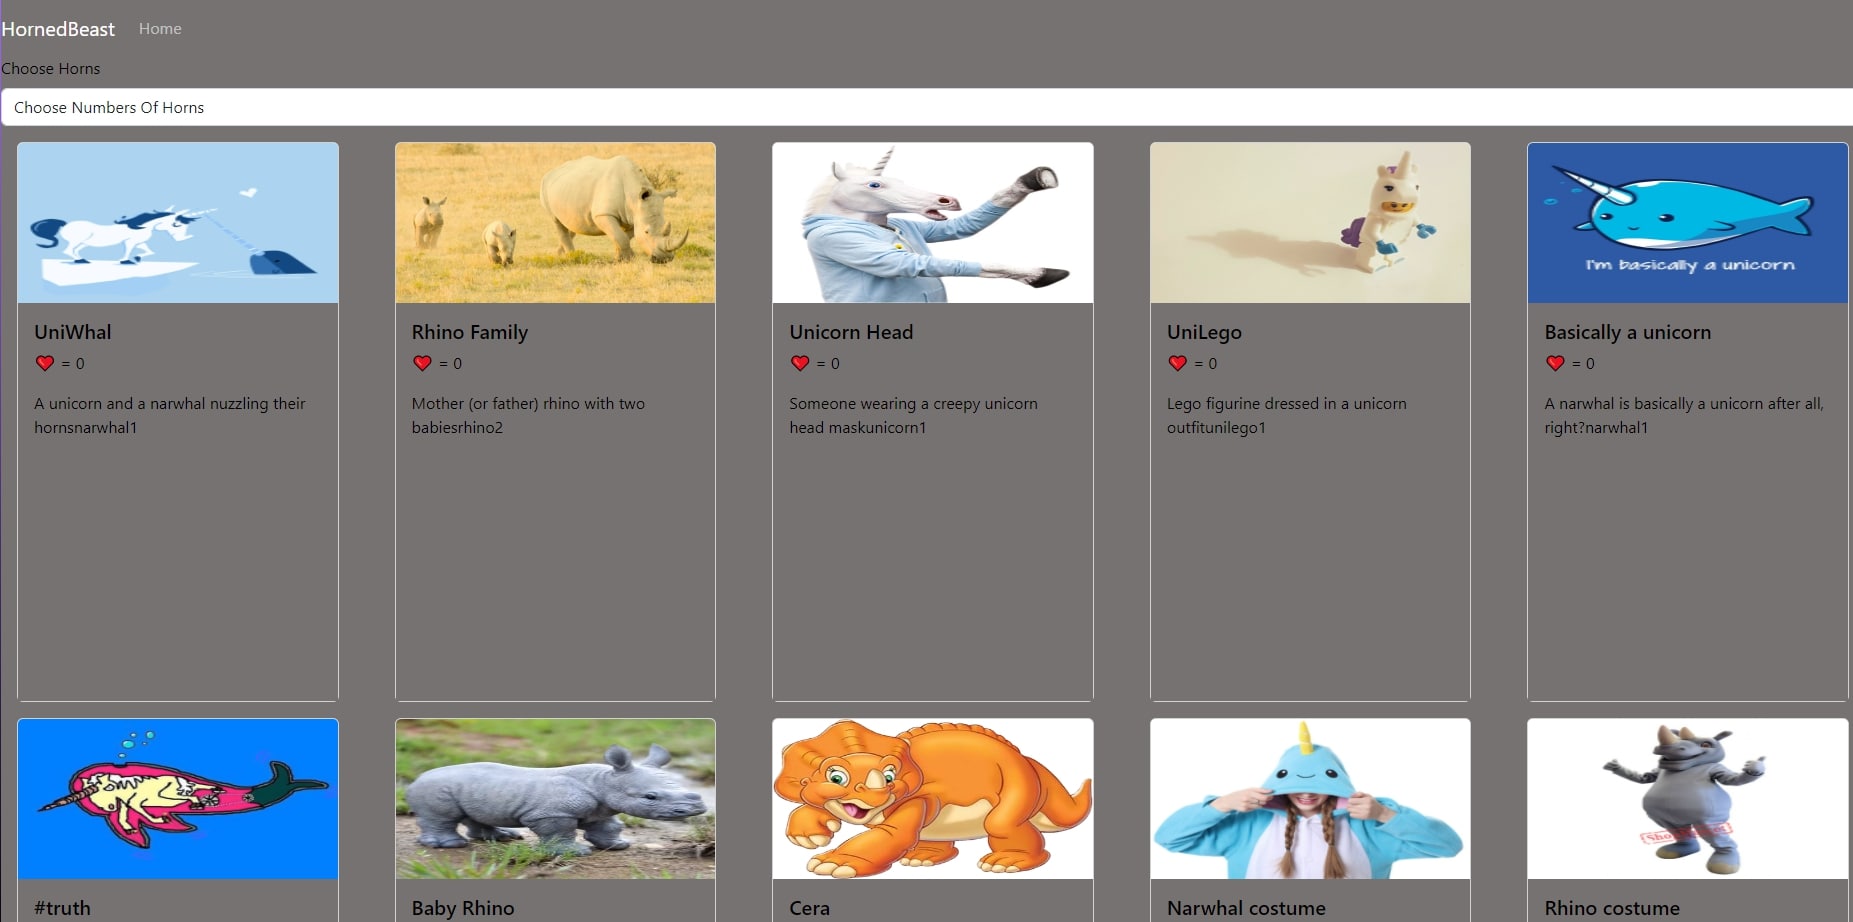 HornedBeast Home
Choose Horns
Choose Numbers Of Horns
I'm basically a unicorn
UniWhal
= 0
A unicorn and a narwhal nuzzling their
hornsnarwhal1
Rhino Family
= 0
Mother (or father) rhino with two
babiesrhino2
Unicorn Head
= 0
Someone wearing a creepy unicorn
head maskunicorn1
UniLego
= 0
Lego figurine dressed in a unicorn
outfitunilego1
Basically a unicorn
= 0
A narwhal is basically a unicorn after all,
right?narwhal1
#truth
Baby Rhino
Cera
Narwhal costume
Rhino costume